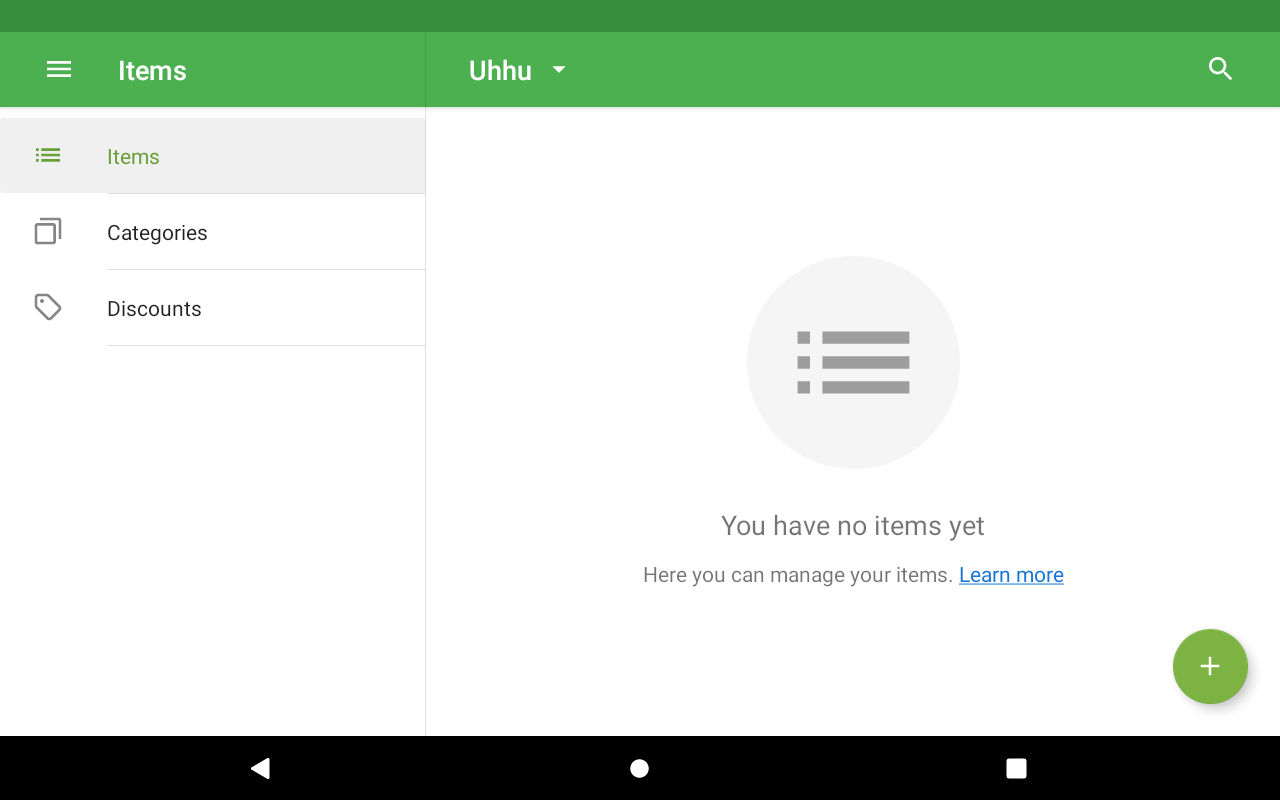 Items
Uhhu
Items
Categories
Discounts
You have no items yet
Here you can manage your items. Learn more